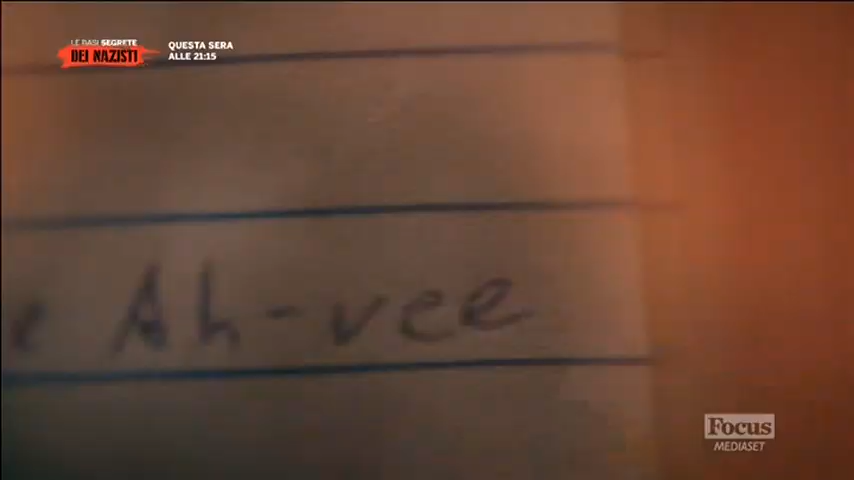 LE BASI SEGRETE
DEI NAZISTI
QUESTA SERA
ALLE 21:15
Ah-vee
Focus
MEDIASET